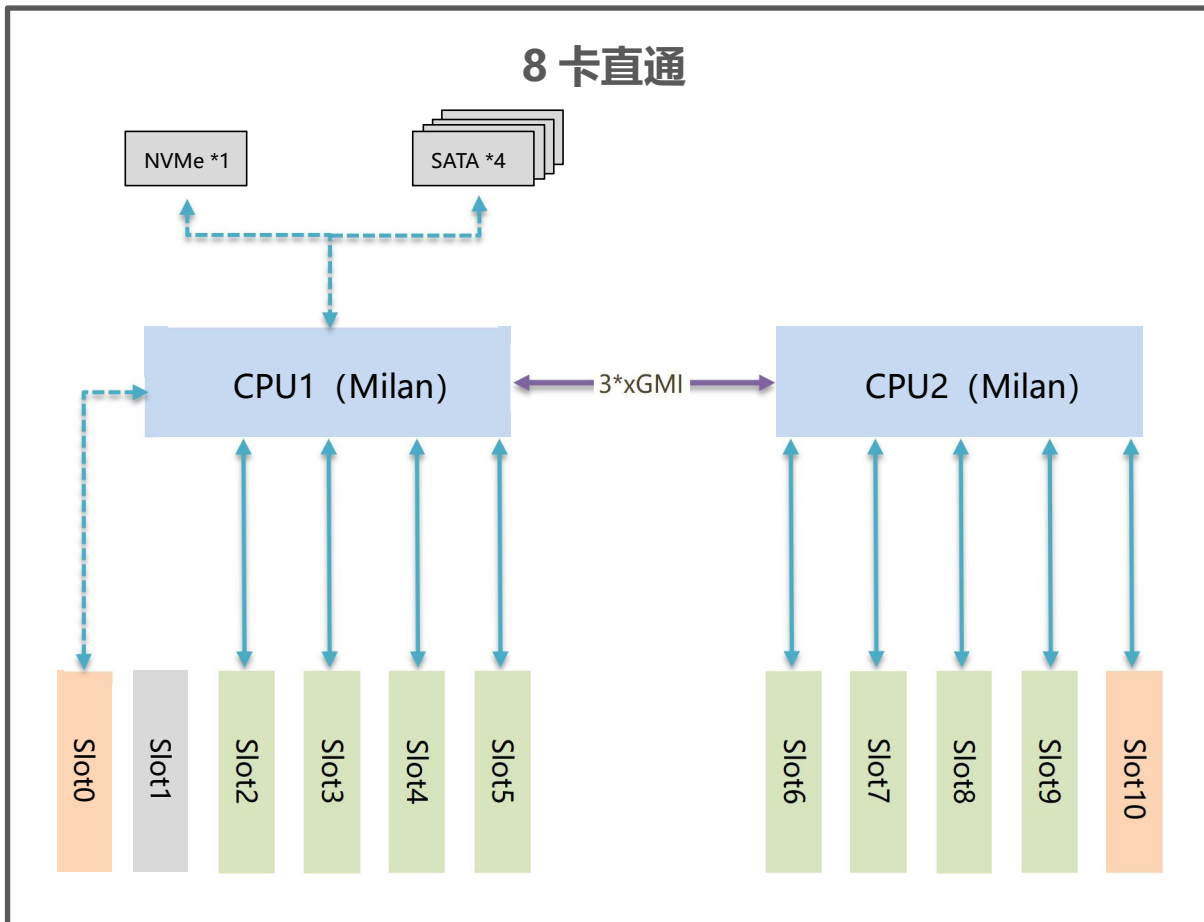 8 卡直通
NVMe *1
SATA *4
CPU1（Milan）
3*xGMI
CPU2（Milan）
Slot0
Slot1
Slot2
Slot3
Slot4
Slot5
Slot6
Slot7
Slot8
Slot9
Slot10